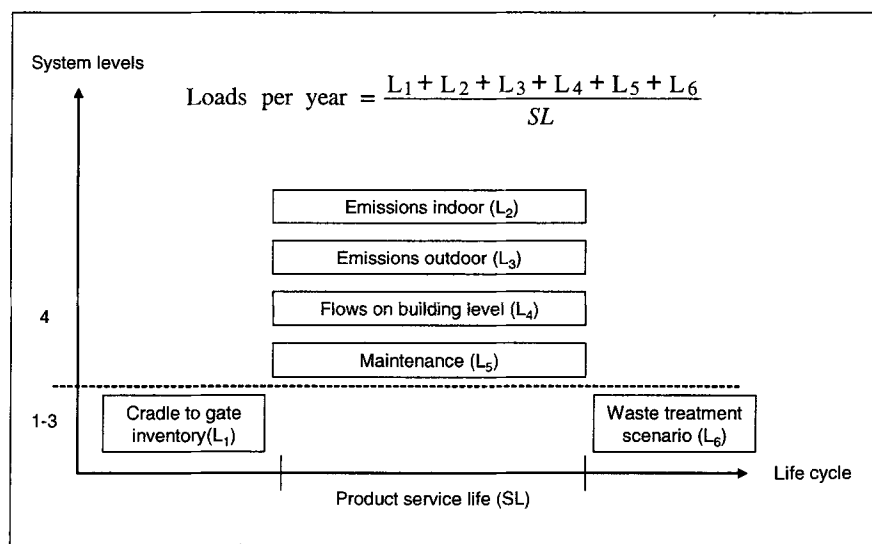 System levels
Loads per year = L₁ + L₂ + L₃ + L₄ + L₅ + L₆
SL
Emissions indoor (L₂)
Emissions outdoor (L₃)
Flows on building level (L₄)
4
Maintenance (L₅)
1-3
Cradle to gate
inventory(L₁)
Waste treatment
scenario (L₆)
Life cycle
Product service life (SL)